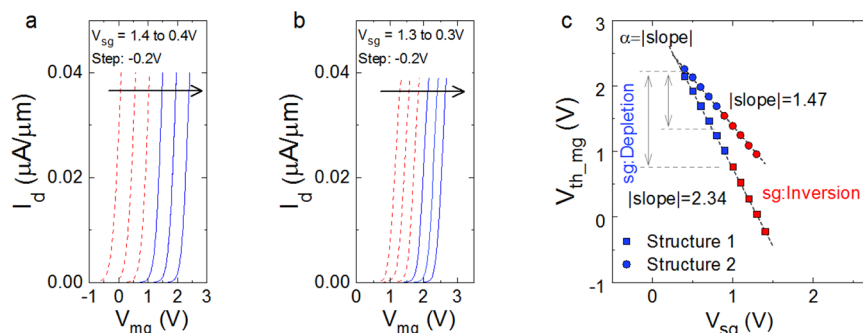 a
V_sg = 1.4 to 0.4V
Step: -0.2V
0.04
0.02
0.00
I_d (μA/μm)
-1 0 1 2 3
V_mg (V)
b
V_sg = 1.3 to 0.3V
Step: -0.2V
0.04
0.02
0.00
I_d (μA/μm)
0 1 2 3
V_mg (V)
c
3
2
1
0
-1
V_th_mg (V)
α=|slope|
|slope|=1.47
sg:Depletion
|slope|=2.34
sg:Inversion
Structure 1
Structure 2
0 1 2
V_sg (V)